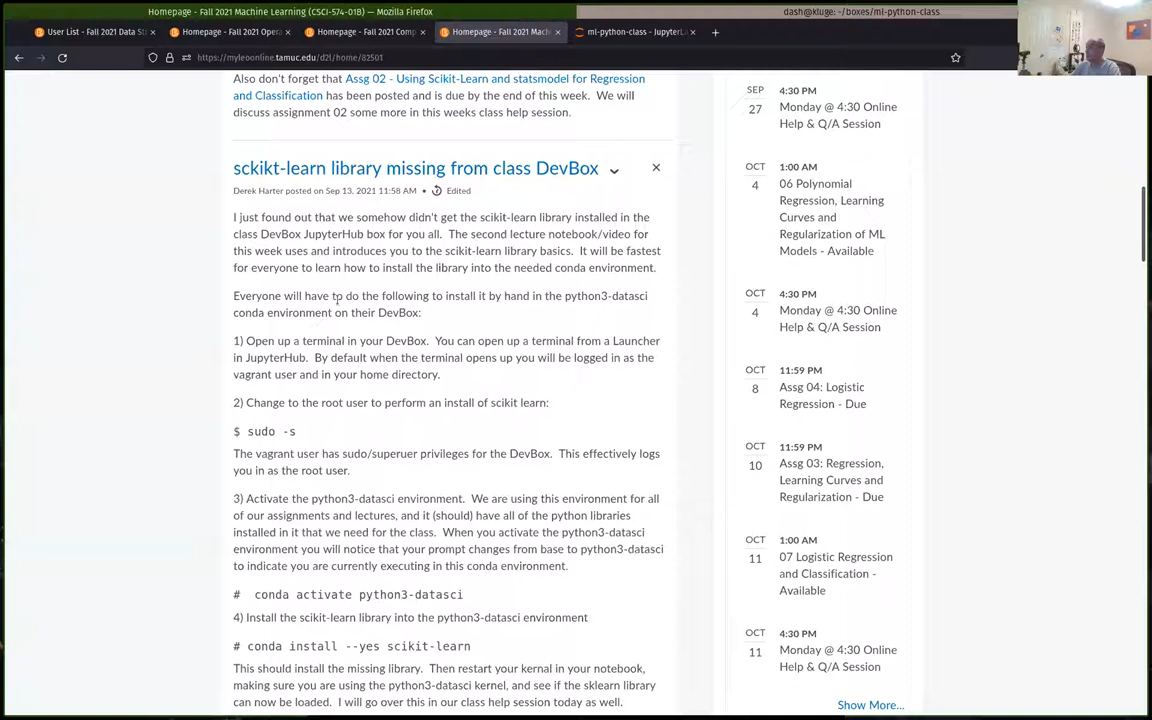 Homepage - Fall 2021 Machine Learning (CSCI-574-01B) — Mozilla Firefox
dash@kluge: ~/boxes/ml-python-class
User List - Fall 2021 Data St
Homepage - Fall 2021 Opera
Homepage - Fall 2021 Comp
Homepage - Fall 2021 Mach
ml-python-class - JupyterL
https://myleoonline.tamuc.edu/d2l/home/82501
Also don't forget that Assg 02 - Using Scikit-Learn and statsmodel for Regression
and Classification has been posted and is due by the end of this week. We will
discuss assignment 02 some more in this weeks class help session.
sckikt-learn library missing from class DevBox
Derek Harter posted on Sep 13, 2021 11:58 AM • Edited
I just found out that we somehow didn't get the scikit-learn library installed in the
class DevBox JupyterHub box for you all. The second lecture notebook/video for
this week uses and introduces you to the scikit-learn library basics. It will be fastest
for everyone to learn how to install the library into the needed conda environment.
Everyone will have to do the following to install it by hand in the python3-datasci
conda environment on their DevBox:
1) Open up a terminal in your DevBox. You can open up a terminal from a Launcher
in JupyterHub. By default when the terminal opens up you will be logged in as the
vagrant user and in your home directory.
2) Change to the root user to perform an install of scikit learn:
$ sudo -s
The vagrant user has sudo/superuer privileges for the DevBox. This effectively logs
you in as the root user.
3) Activate the python3-datasci environment. We are using this environment for all
of our assignments and lectures, and it (should) have all of the python libraries
installed in it that we need for the class. When you activate the python3-datasci
environment you will notice that your prompt changes from base to python3-datasci
to indicate you are currently executing in this conda environment.
# conda activate python3-datasci
4) Install the scikit-learn library into the python3-datasci environment
# conda install --yes scikit-learn
This should install the missing library. Then restart your kernal in your notebook,
making sure you are using the python3-datasci kernel, and see if the sklearn library
can now be loaded. I will go over this in our class help session today as well.
SEP
27
4:30 PM
Monday @ 4:30 Online
Help & Q/A Session
OCT
4
1:00 AM
06 Polynomial
Regression, Learning
Curves and
Regularization of ML
Models - Available
OCT
4
4:30 PM
Monday @ 4:30 Online
Help & Q/A Session
OCT
8
11:59 PM
Assg 04: Logistic
Regression - Due
OCT
10
11:59 PM
Assg 03: Regression,
Learning Curves and
Regularization - Due
OCT
11
1:00 AM
07 Logistic Regression
and Classification -
Available
OCT
11
4:30 PM
Monday @ 4:30 Online
Help & Q/A Session
Show More...